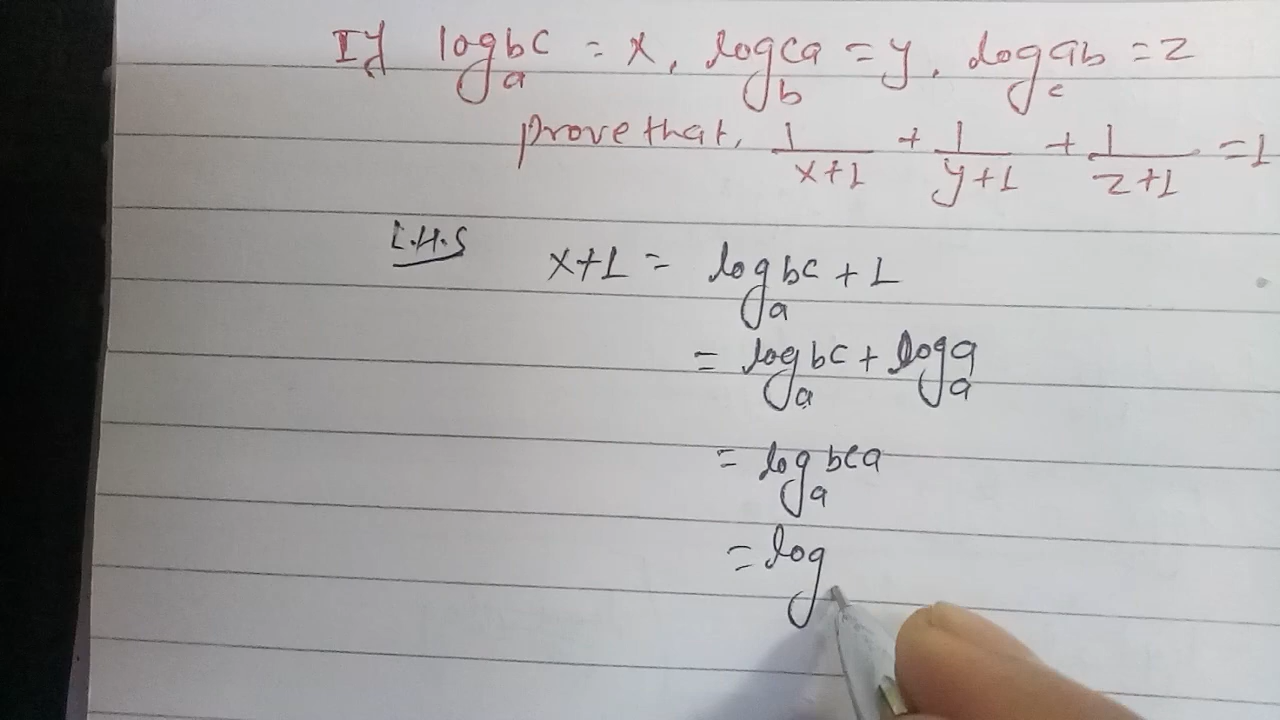 If log_a bc = x, log_b ca = y, log_c ab = z
prove that, 1/(x+1) + 1/(y+1) + 1/(z+1) = 1
L.H.S x+1 = log_a bc + 1
= log_a bc + log_a a
= log_a bca
= log